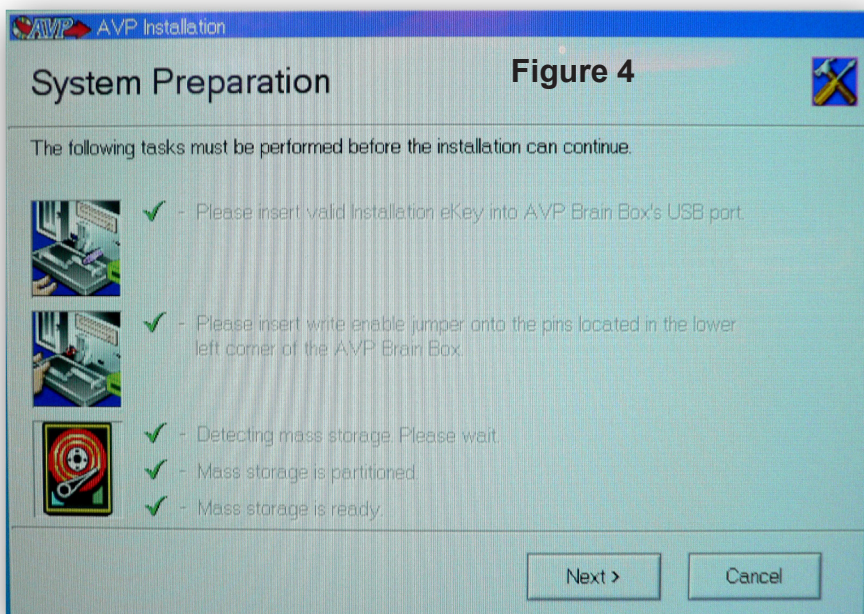 AVP AVP Installation
System Preparation
Figure 4
The following tasks must be performed before the installation can continue.
- Please insert valid Installation eKey into AVP Brain Box's USB port.
- Please insert write enable jumper onto the pins located in the lower
left corner of the AVP Brain Box.
- Detecting mass storage. Please wait.
- Mass storage is partitioned.
- Mass storage is ready.
Next >
Cancel